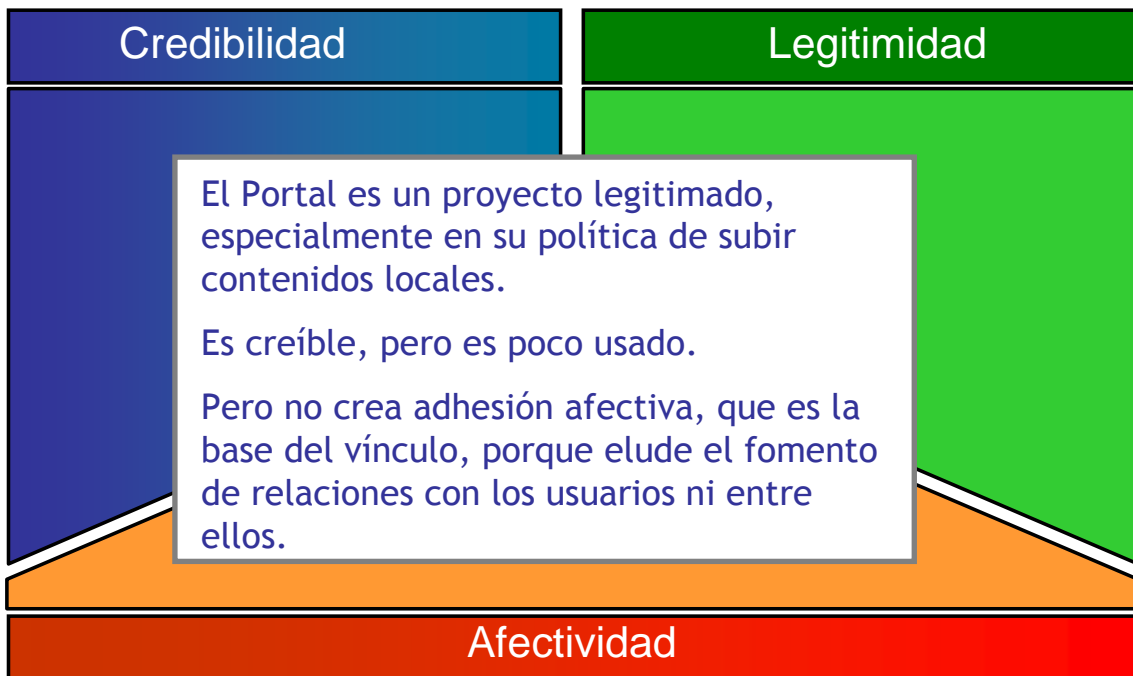 Credibilidad
Legitimidad
El Portal es un proyecto legitimado,
especialmente en su política de subir
contenidos locales.
Es creíble, pero es poco usado.
Pero no crea adhesión afectiva, que es la
base del vínculo, porque elude el fomento
de relaciones con los usuarios ni entre
ellos.
Afectividad